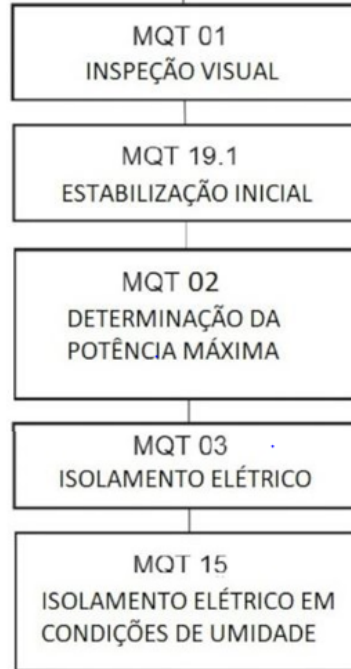 MQT 01
INSPEÇÃO VISUAL
MQT 19.1
ESTABILIZAÇÃO INICIAL
MQT 02
DETERMINAÇÃO DA
POTÊNCIA MÁXIMA
MQT 03
ISOLAMENTO ELÉTRICO
MQT 15
ISOLAMENTO ELÉTRICO EM
CONDIÇÕES DE UMIDADE